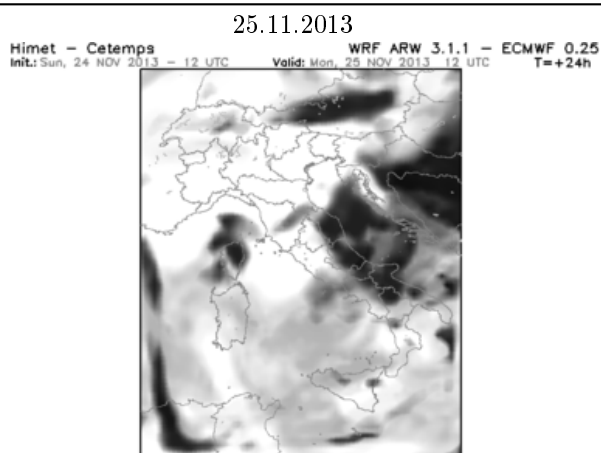 25.11.2013
Himet - Cetemps WRF ARW 3.1.1 - ECMWF 0.25
Init.: Sun, 24 NOV 2013 - 12 UTC Valid: Mon, 25 NOV 2013 12 UTC T=+24h